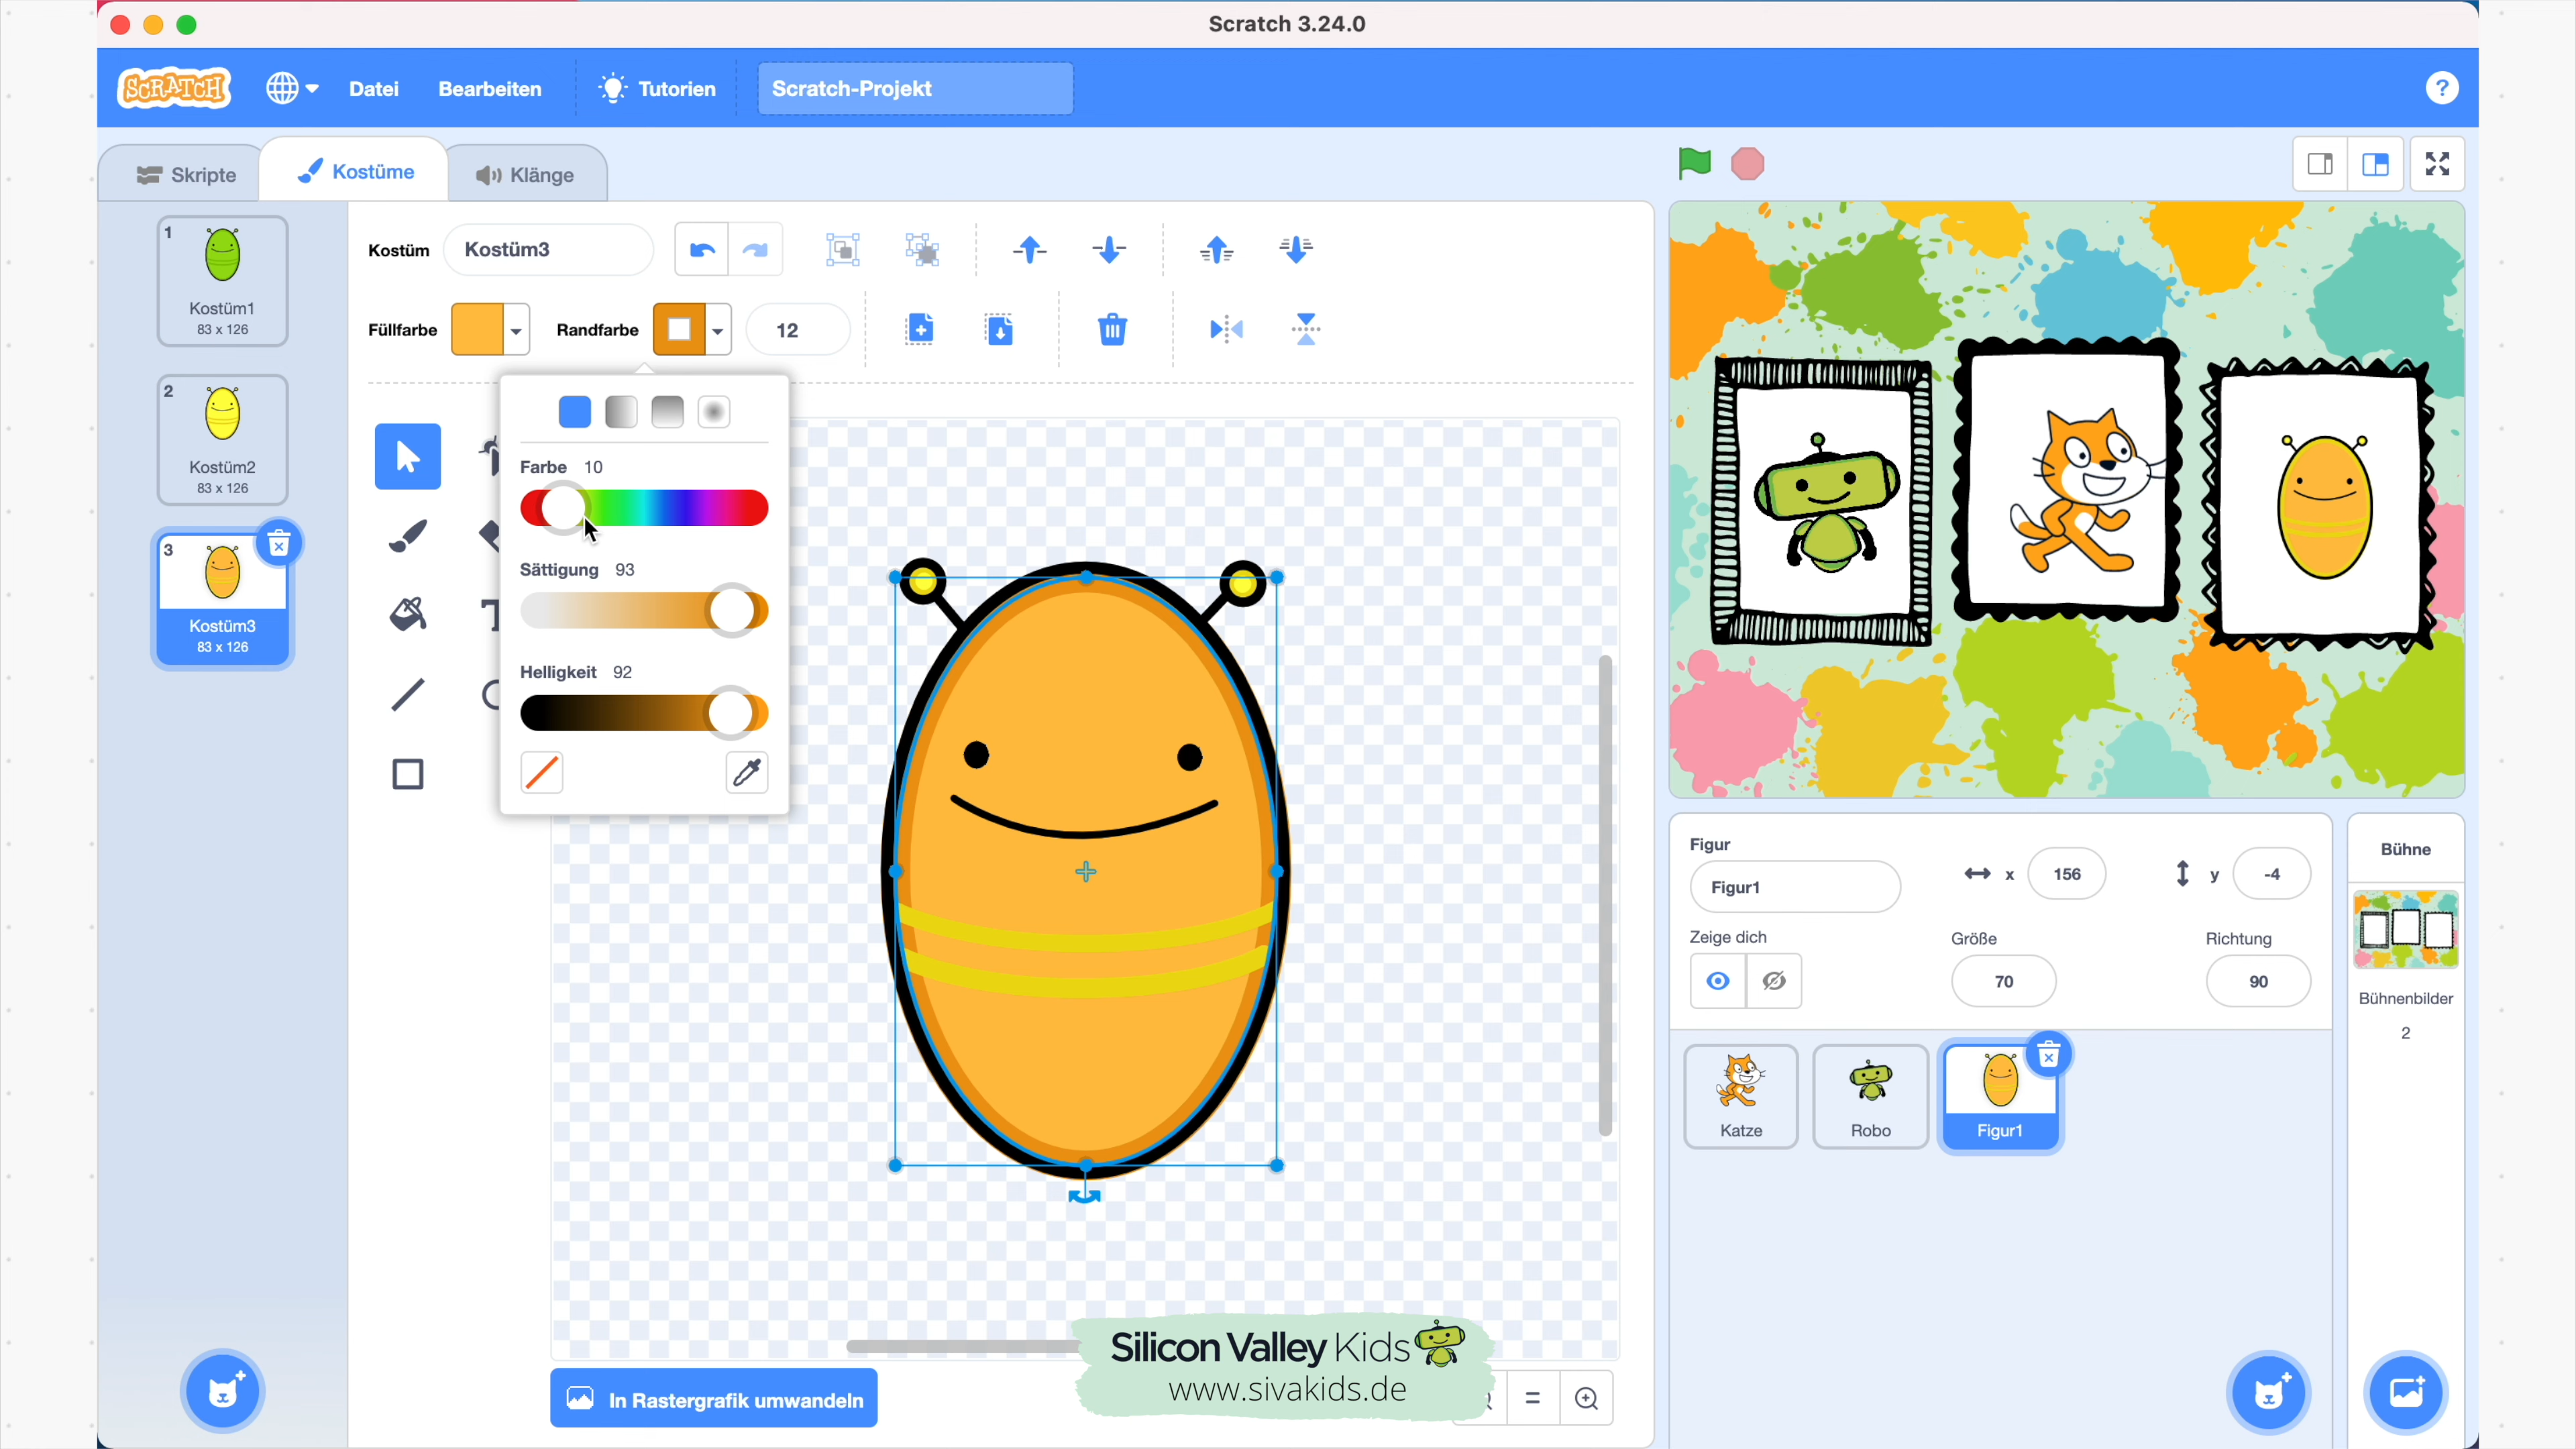 Scratch 3.24.0
SCRATCH
Datei
Bearbeiten
Tutorien
Scratch-Projekt
?
Skripte
Kostüme
Klänge
1
Kostüm1
83 x 126
2
Kostüm2
83 x 126
3
Kostüm3
83 x 126
Kostüm
Kostüm3
Füllfarbe
Randfarbe
12
Farbe 10
Sättigung 93
Helligkeit 92
In Rastergrafik umwandeln
Silicon Valley Kids
www.sivakids.de
Figur
Figur1
x
156
y
-4
Zeige dich
Größe
70
Richtung
90
Katze
Robo
Figur1
Bühne
Bühnenbilder
2